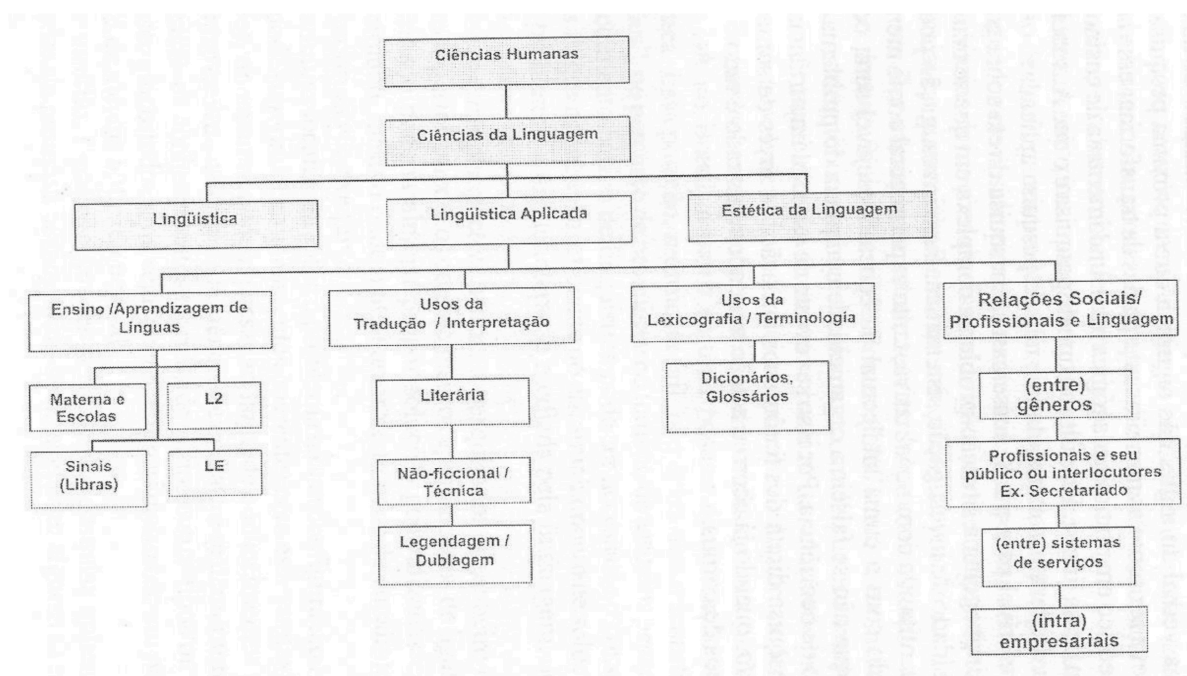 Ciências Humanas
Ciências da Linguagem
Lingüistica
Lingüistica Aplicada
Estética da Linguagem
Ensino /Aprendizagem de
Linguas
Usos da
Tradução / Interpretação
Usos da
Lexicografia / Terminologia
Relações Sociais/
Profissionais e Linguagem
Materna e
Escolas
L2
Sinais
(Libras)
LE
Literária
Não-ficcional /
Técnica
Legendagem /
Dublagem
Dicionários,
Glossários
(entre)
gêneros
Profissionais e seu
público ou interlocutores
Ex. Secretariado
(entre) sistemas
de serviços
(intra)
empresariais